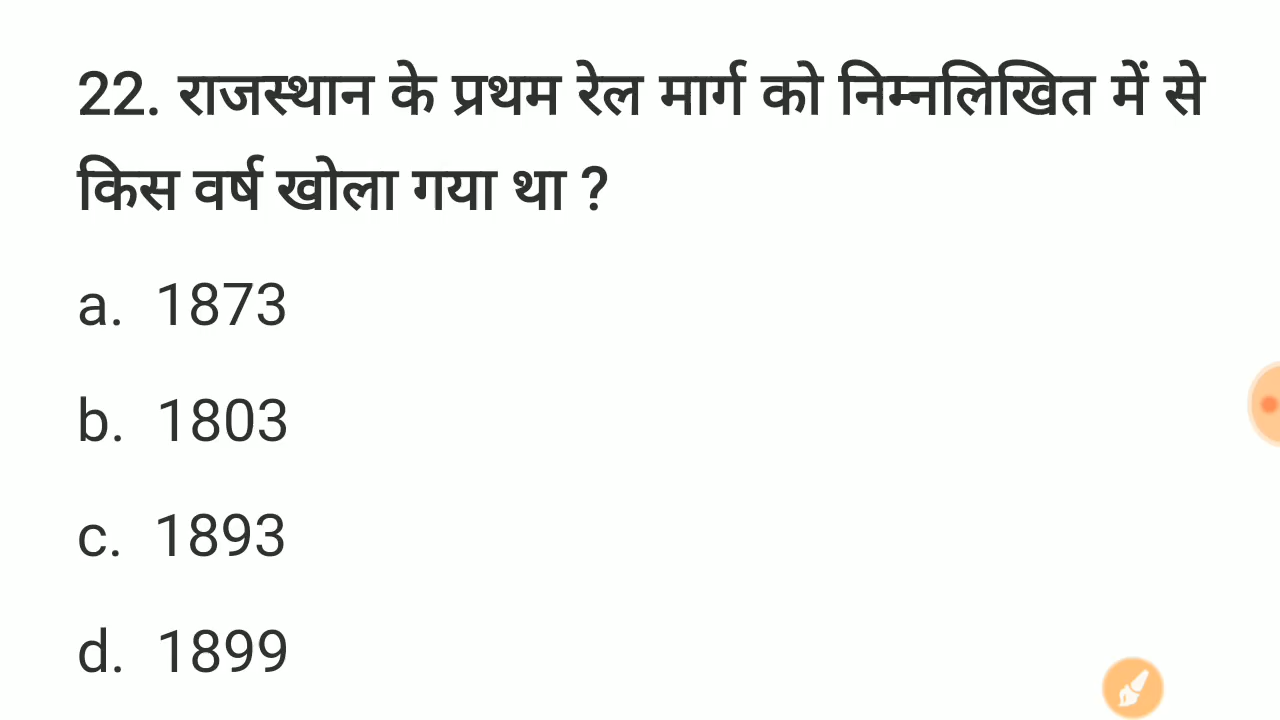 22. राजस्थान के प्रथम रेल मार्ग को निम्नलिखित में से
किस वर्ष खोला गया था ?
a. 1873
b. 1803
c. 1893
d. 1899